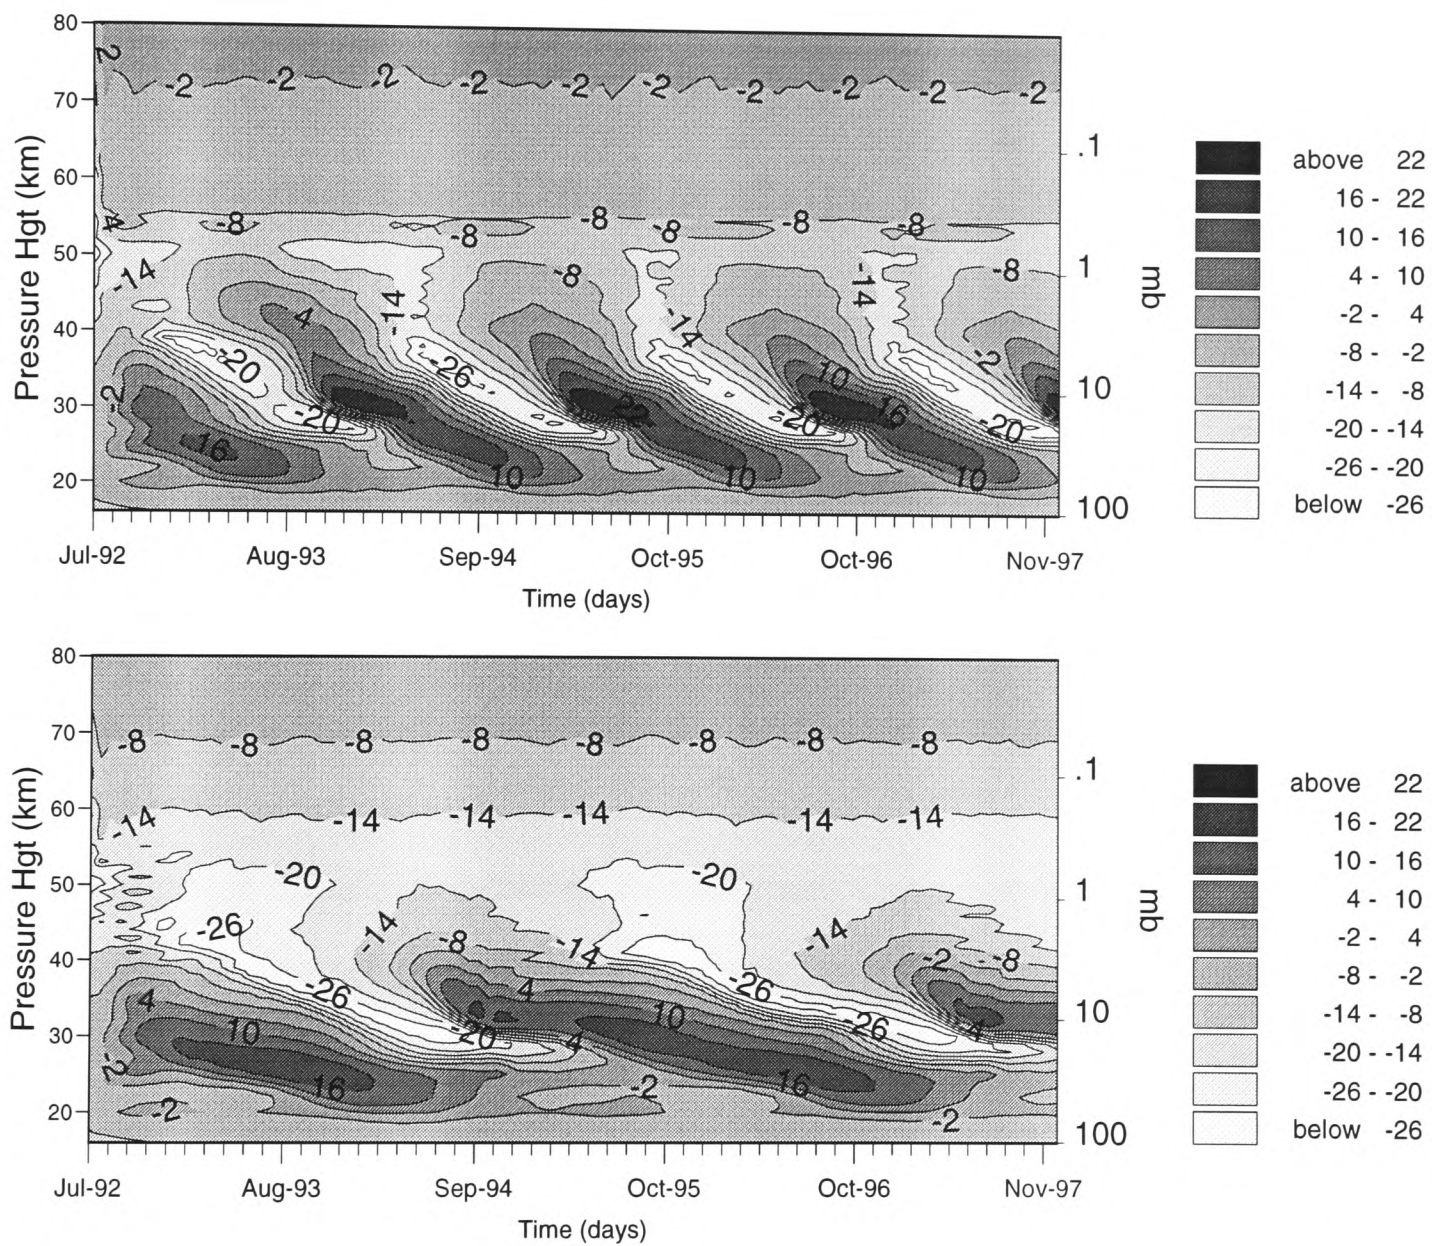 80
70
60
50
40
30
20
Pressure Hgt (km)
2 -2 -2 -2 -2 -2 -2 -2 -2 -2 -2
4 -8 -8 -8 -8 -8 -8
-14 -8 -14 -8
4 -14 -14 -2
-20 -26 10
-2 -20 22 -20 16 -20
16 10 10 10
.1
1
10
100
mb
Jul-92 Aug-93 Sep-94 Oct-95 Oct-96 Nov-97
Time (days)
above 22
16 - 22
10 - 16
4 - 10
-2 - 4
-8 - -2
-14 - -8
-20 - -14
-26 - -20
below -26
80
70
60
50
40
30
20
Pressure Hgt (km)
-8 -8 -8 -8 -8 -8 -8 -8
-14 -14 -14 -14 -14 -14
-20 -20
-26 -14 -8 -14 -14 -2 -8
4 -26 4 -26
10 -20 4 10 -26 -4
-2 16 -2 16
-2 -2
.1
1
10
100
mb
Jul-92 Aug-93 Sep-94 Oct-95 Oct-96 Nov-97
Time (days)
above 22
16 - 22
10 - 16
4 - 10
-2 - 4
-8 - -2
-14 - -8
-20 - -14
-26 - -20
below -26